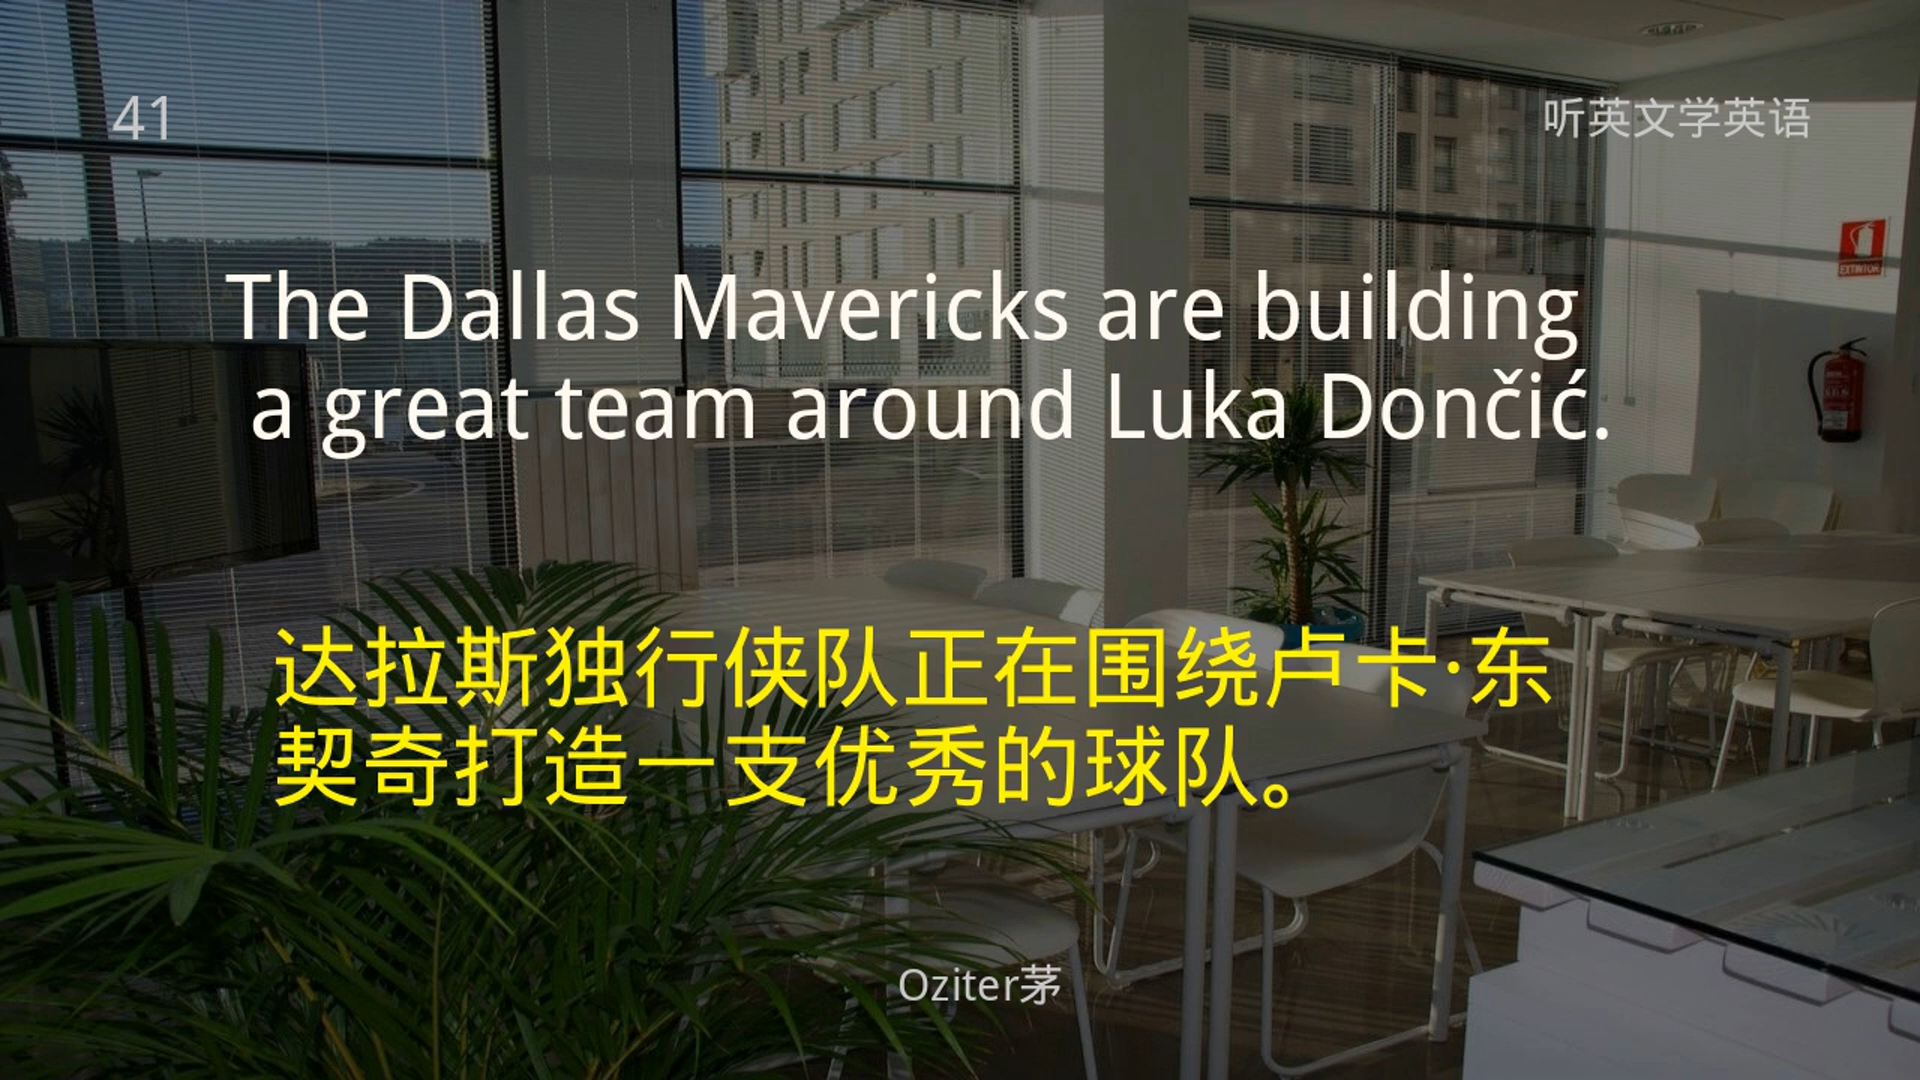 41
听英文学英语
EXTINTOR
The Dallas Mavericks are building
a great team around Luka Dončić.
达拉斯独行侠队正在围绕卢卡·东
契奇打造一支优秀的球队。
Oziter茅